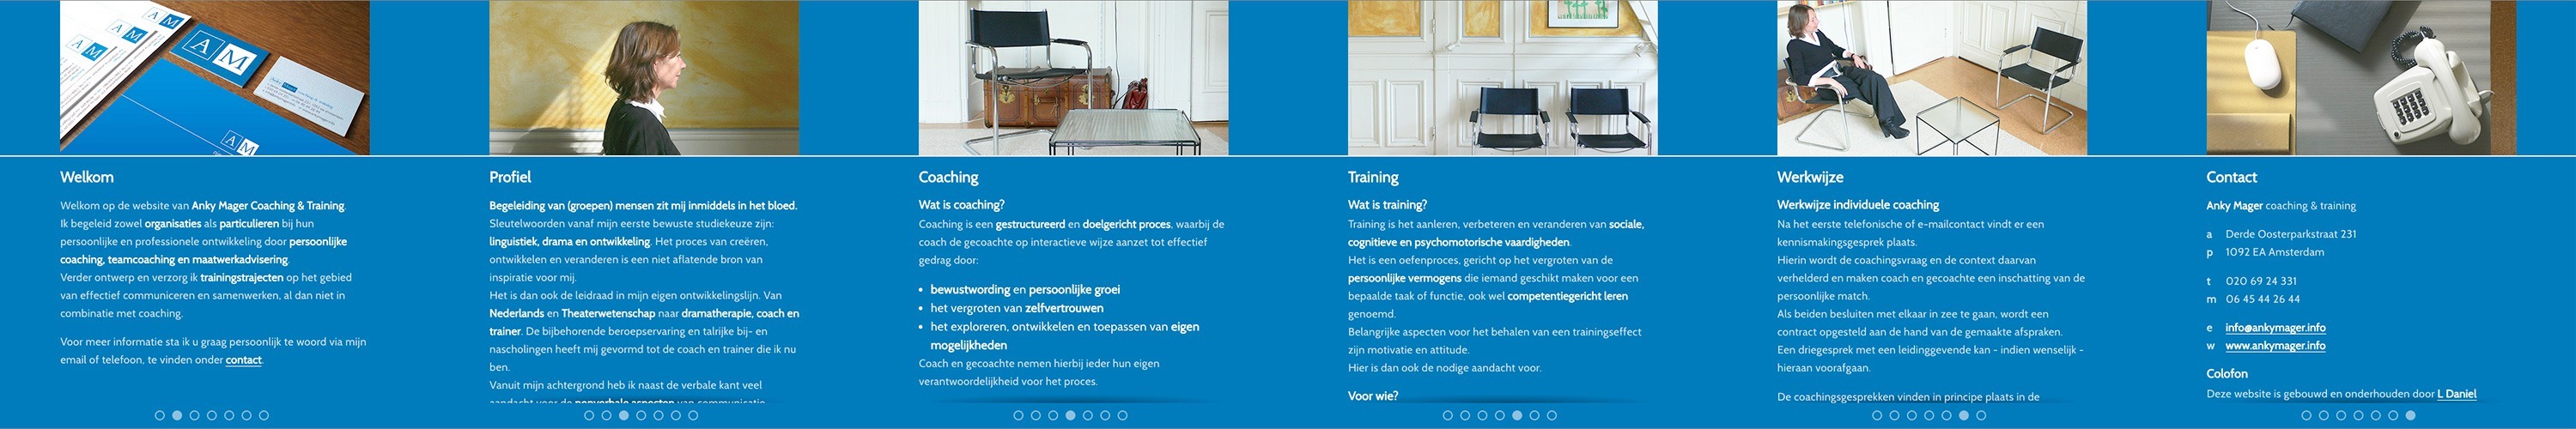 A M
A M
A M
A M
Welkom
Welkom op de website van Anky Mager Coaching & Training.
Ik begeleid zowel organisaties als particulieren bij hun
persoonlijke en professionele ontwikkeling door persoonlijke
coaching, teamcoaching en maatwerkadvisering.
Verder ontwerp en verzorg ik trainingstrajecten op het gebied
van effectief communiceren en samenwerken, al dan niet in
combinatie met coaching.
Voor meer informatie sta ik u graag persoonlijk te woord via mijn
email of telefoon, te vinden onder contact.
Profiel
Begeleiding van (groepen) mensen zit mij inmiddels in het bloed.
Sleutelwoorden vanaf mijn eerste bewuste studiekeuze zijn:
linguistiek, drama en ontwikkeling. Het proces van creëren,
ontwikkelen en veranderen is een niet aflatende bron van
inspiratie voor mij.
Het is dan ook de leidraad in mijn eigen ontwikkelingslijn. Van
Nederlands en Theaterwetenschap naar dramatherapie, coach en
trainer. De bijbehorende beroepservaring en talrijke bij- en
nascholingen heeft mij gevormd tot de coach en trainer die ik nu
ben.
Vanuit mijn achtergrond heb ik naast de verbale kant veel
aandacht voor de nonverbale aspecten van communicatie
Coaching
Wat is coaching?
Coaching is een gestructureerd en doelgericht proces, waarbij de
coach de gecoachte op interactieve wijze aanzet tot effectief
gedrag door:
• bewustwording en persoonlijke groei
• het vergroten van zelfvertrouwen
• het exploreren, ontwikkelen en toepassen van eigen
mogelijkheden
Coach en gecoachte nemen hierbij ieder hun eigen
verantwoordelijkheid voor het proces.
Training
Wat is training?
Training is het aanleren, verbeteren en veranderen van sociale,
cognitieve en psychomotorische vaardigheden.
Het is een oefenproces, gericht op het vergroten van de
persoonlijke vermogens die iemand geschikt maken voor een
bepaalde taak of functie, ook wel competentiegericht leren
genoemd.
Belangrijke aspecten voor het behalen van een trainingseffect
zijn motivatie en attitude.
Hier is dan ook de nodige aandacht voor.
Voor wie?
Werkwijze
Werkwijze individuele coaching
Na het eerste telefonische of e-mailcontact vindt er een
kennismakingsgesprek plaats.
Hierin wordt de coachingsvraag en de context daarvan
verhelderd en maken coach en gecoachte een inschatting van de
persoonlijke match.
Als beiden besluiten met elkaar in zee te gaan, wordt een
contract opgesteld aan de hand van de gemaakte afspraken.
Een driegesprek met een leidinggevende kan - indien wenselijk -
hieraan voorafgaan.
De coachingsgesprekken vinden in principe plaats in de
Contact
Anky Mager coaching & training
a Derde Oosterparkstraat 231
p 1092 EA Amsterdam
t 020 69 24 331
m 06 45 44 26 44
e info@ankymager.info
w www.ankymager.info
Colofon
Deze website is gebouwd en onderhouden door L Daniel